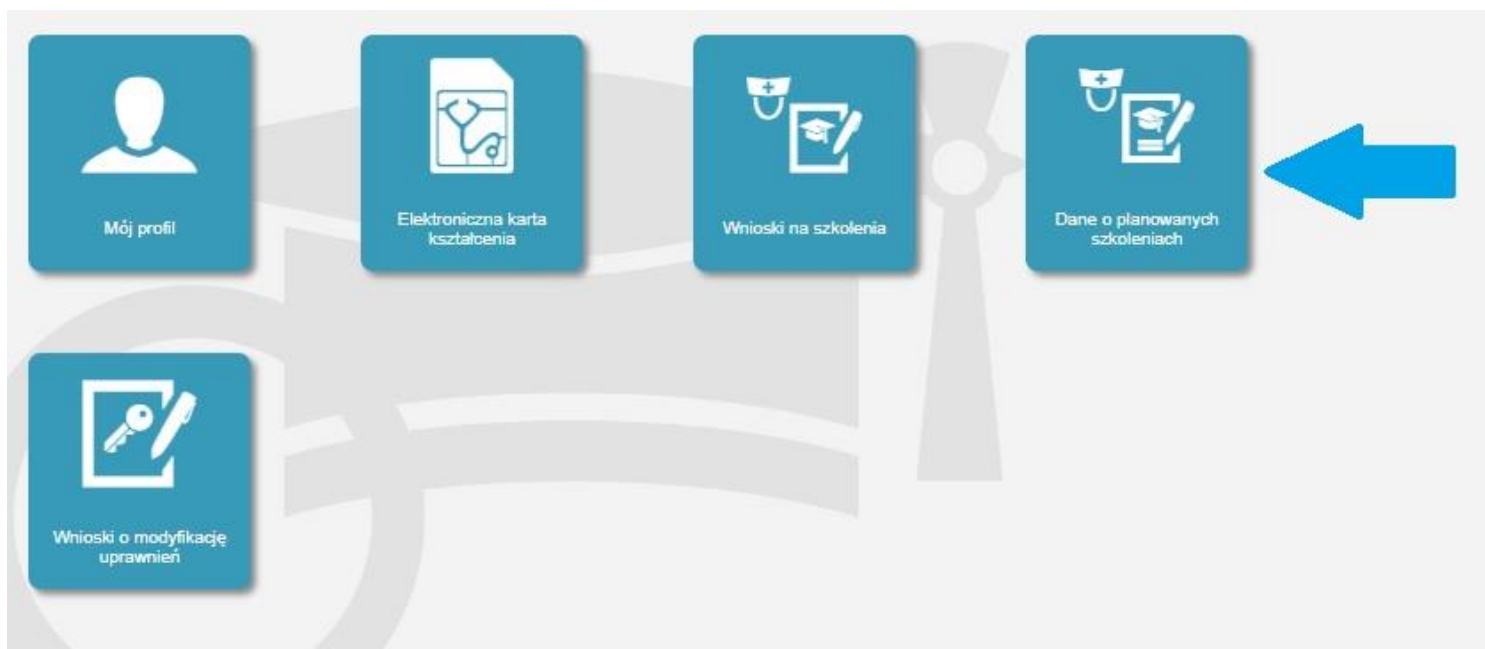 Mój profil
Elektroniczna karta
kształcenia
Wnioski na szkolenia
Dane o planowanych
szkoleniach
Wnioski o modyfikację
uprawnień